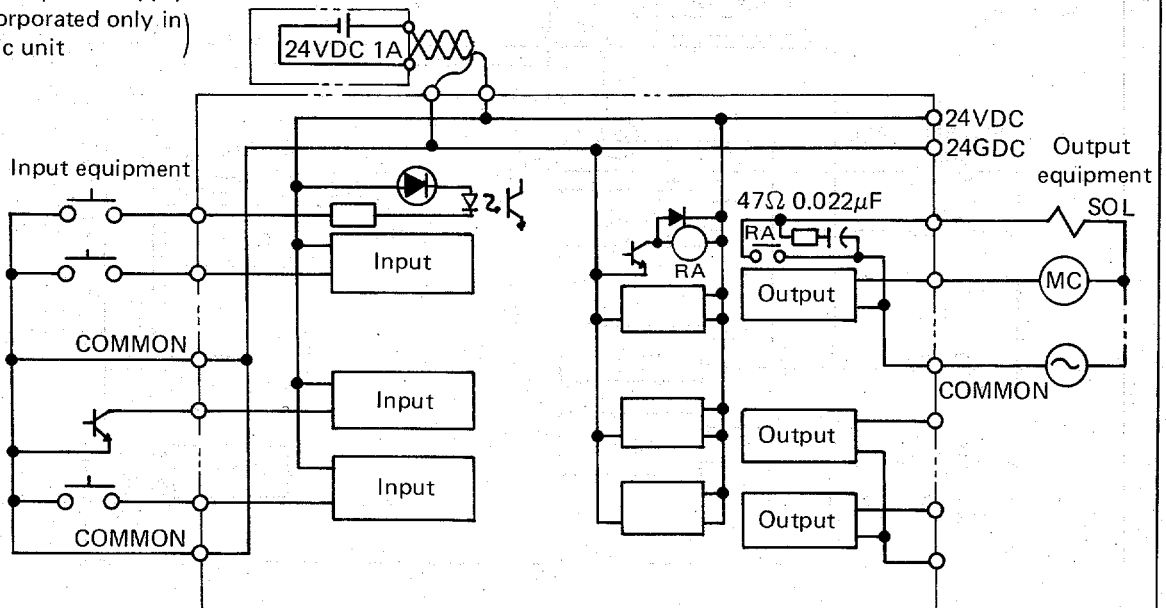 orporated only in
c unit )
24VDC 1A
24VDC
24GDC
Input equipment
Output
equipment
47Ω 0.022μF
SOL
RA
RA
Input
Output
MC
COMMON
COMMON
Input
Output
Input
Output
COMMON